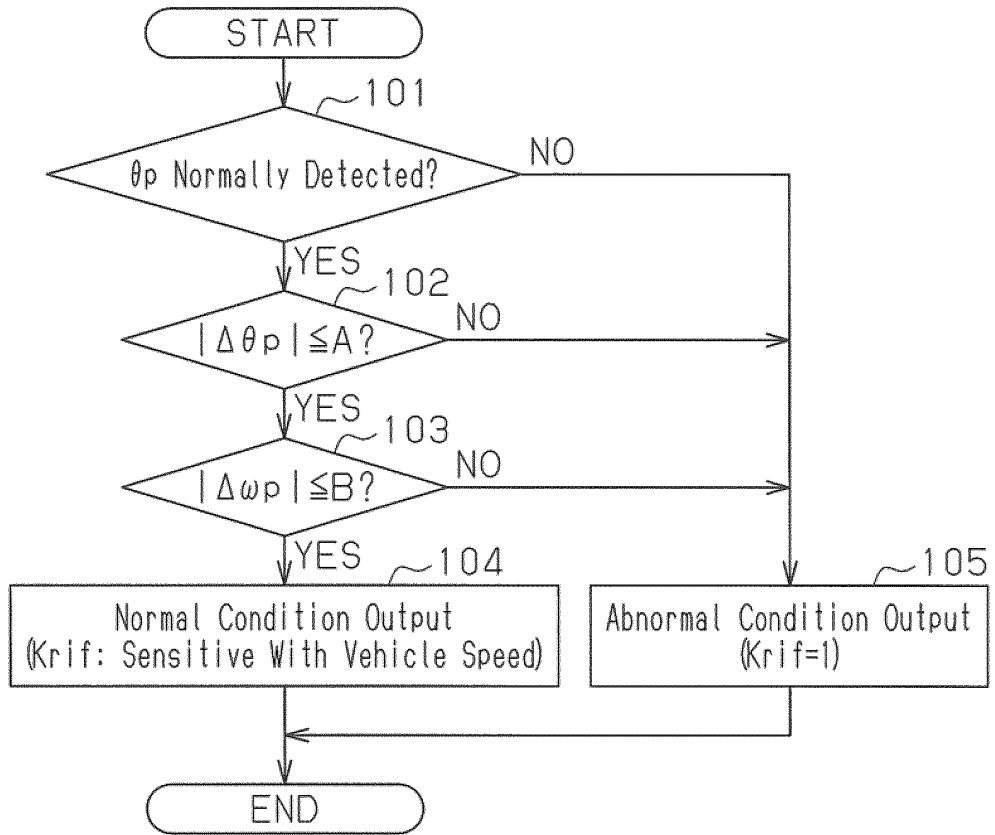 START
101
θp Normally Detected?
NO
YES
102
|Δθp|≦A?
NO
YES
103
|Δωp|≦B?
NO
YES
104
Normal Condition Output
(Krif: Sensitive With Vehicle Speed)
105
Abnormal Condition Output
(Krif=1)
END